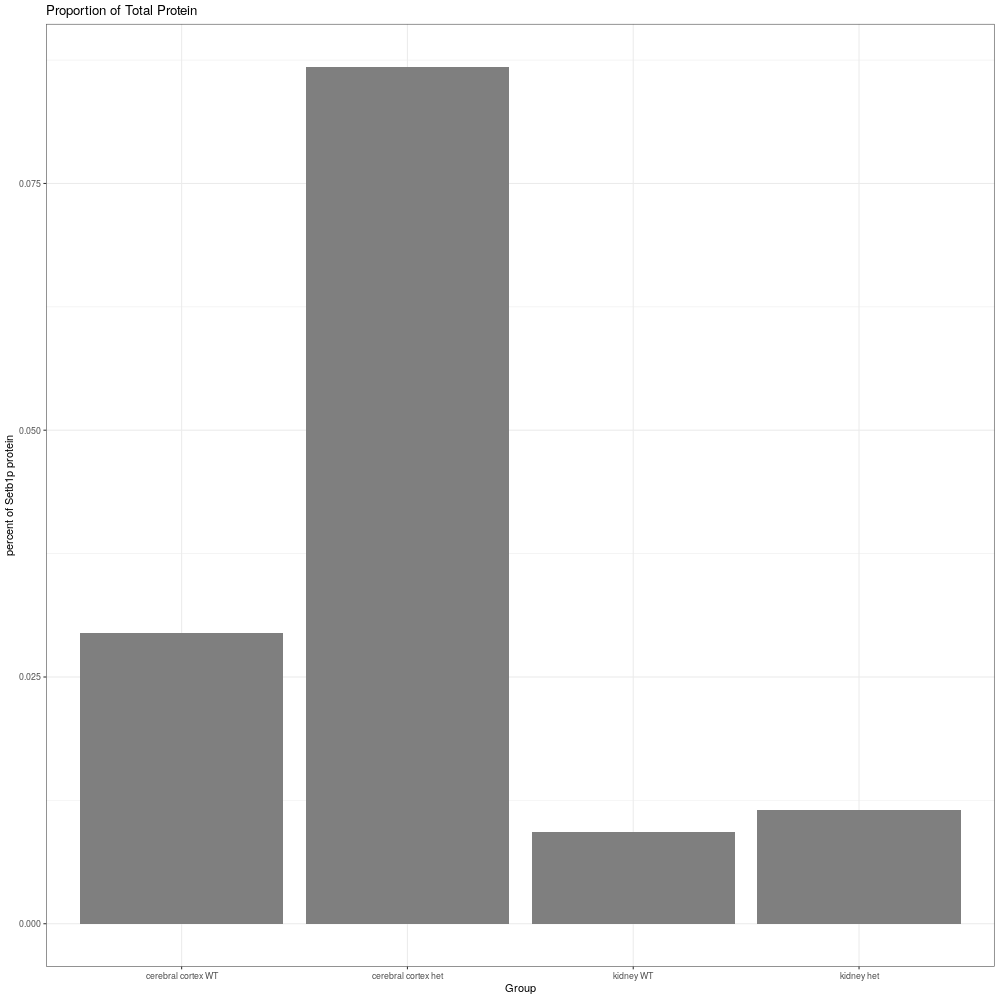 Proportion of Total Protein
percent of Setb1p protein
0.075
0.050
0.025
0.000
cerebral cortex WT
cerebral cortex het
kidney WT
kidney het
Group